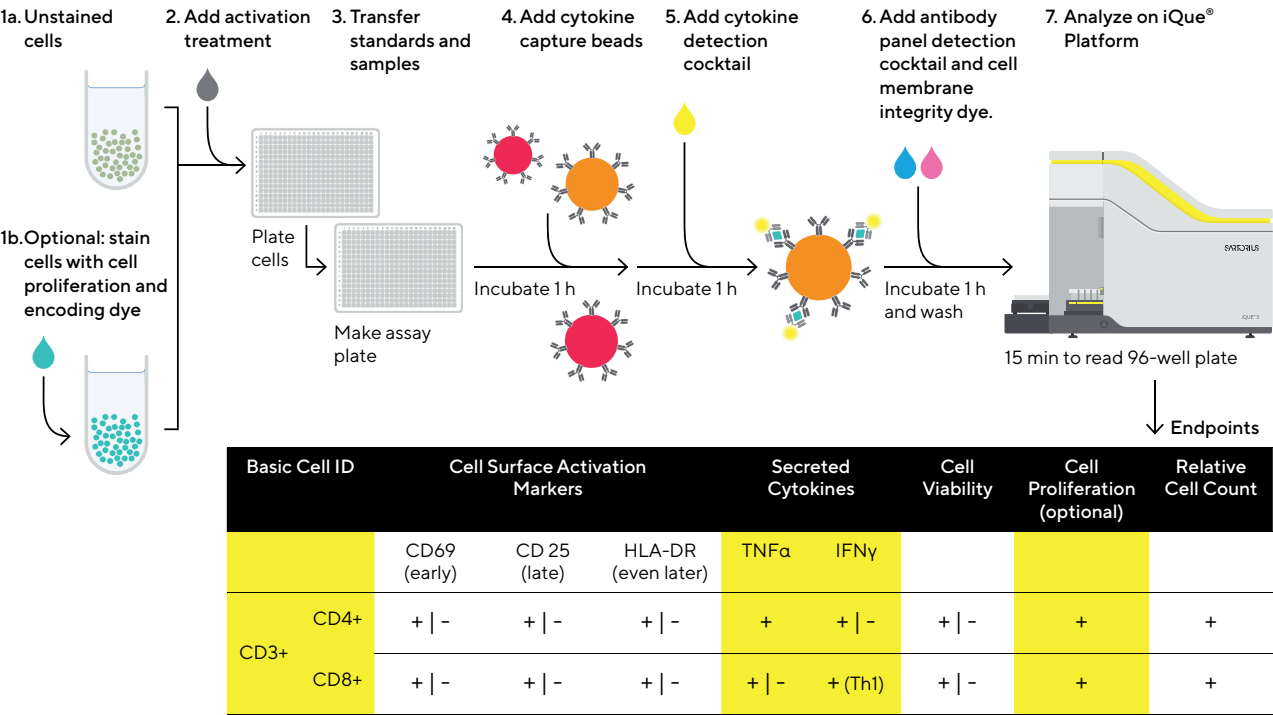 1a. Unstained
cells
2. Add activation
treatment
3. Transfer
standards and
samples
4. Add cytokine
capture beads
5. Add cytokine
detection
cocktail
6. Add antibody
panel detection
cocktail and cell
membrane
integrity dye.
7. Analyze on iQue®
Platform
1b. Optional: stain
cells with cell
proliferation and
encoding dye
Plate
cells
Make assay
plate
Incubate 1 h
Incubate 1 h
Incubate 1 h
and wash
SARTORIUS
iQUE®3
15 min to read 96-well plate
Endpoints
Basic Cell ID
Cell Surface Activation
Markers
Secreted
Cytokines
Cell
Viability
Cell
Proliferation
(optional)
Relative
Cell Count
CD69
(early)
CD 25
(late)
HLA-DR
(even later)
TNFα
IFNγ
CD3+
CD4+
+ | -
+ | -
+ | -
+
+ | -
+ | -
+
+
CD8+
+ | -
+ | -
+ | -
+ | -
+ (Th1)
+ | -
+
+